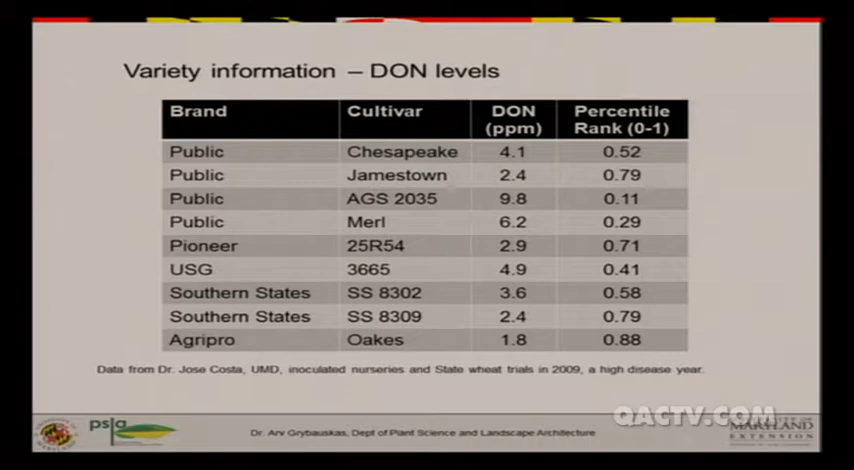 Variety information – DON levels
Brand Cultivar DON (ppm) Percentile Rank (0-1)
Public Chesapeake 4.1 0.52
Public Jamestown 2.4 0.79
Public AGS 2035 9.8 0.11
Public Merl 6.2 0.29
Pioneer 25R54 2.9 0.71
USG 3665 4.9 0.41
Southern States SS 8302 3.6 0.58
Southern States SS 8309 2.4 0.79
Agripro Oakes 1.8 0.88
Data from Dr. Jose Costa, UMD, inoculated nurseries and State wheat trials in 2009, a high disease year.
QACTV.COM
psla
Dr. Arv Grybauskas, Dept of Plant Science and Landscape Architecture
MARYLAND
EXTENSION